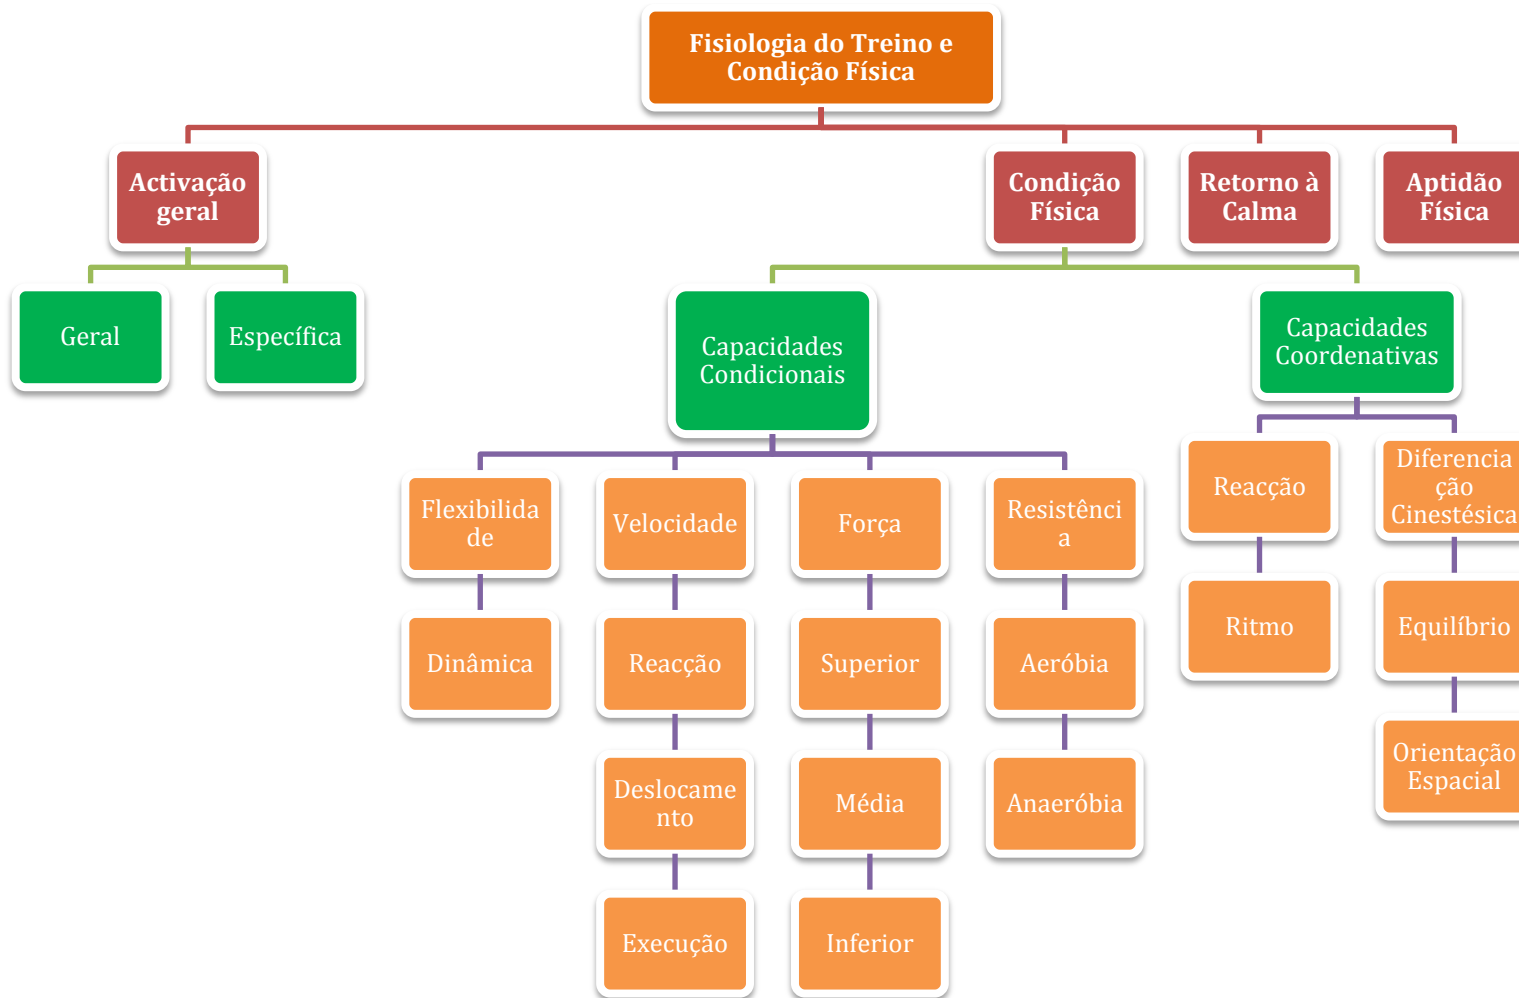 Fisiologia do Treino e
Condição Física
Activação
geral
Condição
Física
Retorno à
Calma
Aptidão
Física
Geral
Específica
Capacidades
Condicionais
Capacidades
Coordenativas
Flexibilida
de
Velocidade
Força
Resistênci
a
Reacção
Diferencia
ção
Cinestésica
Dinâmica
Reacção
Superior
Aeróbia
Ritmo
Equilíbrio
Deslocame
nto
Média
Anaeróbia
Orientação
Espacial
Execução
Inferior